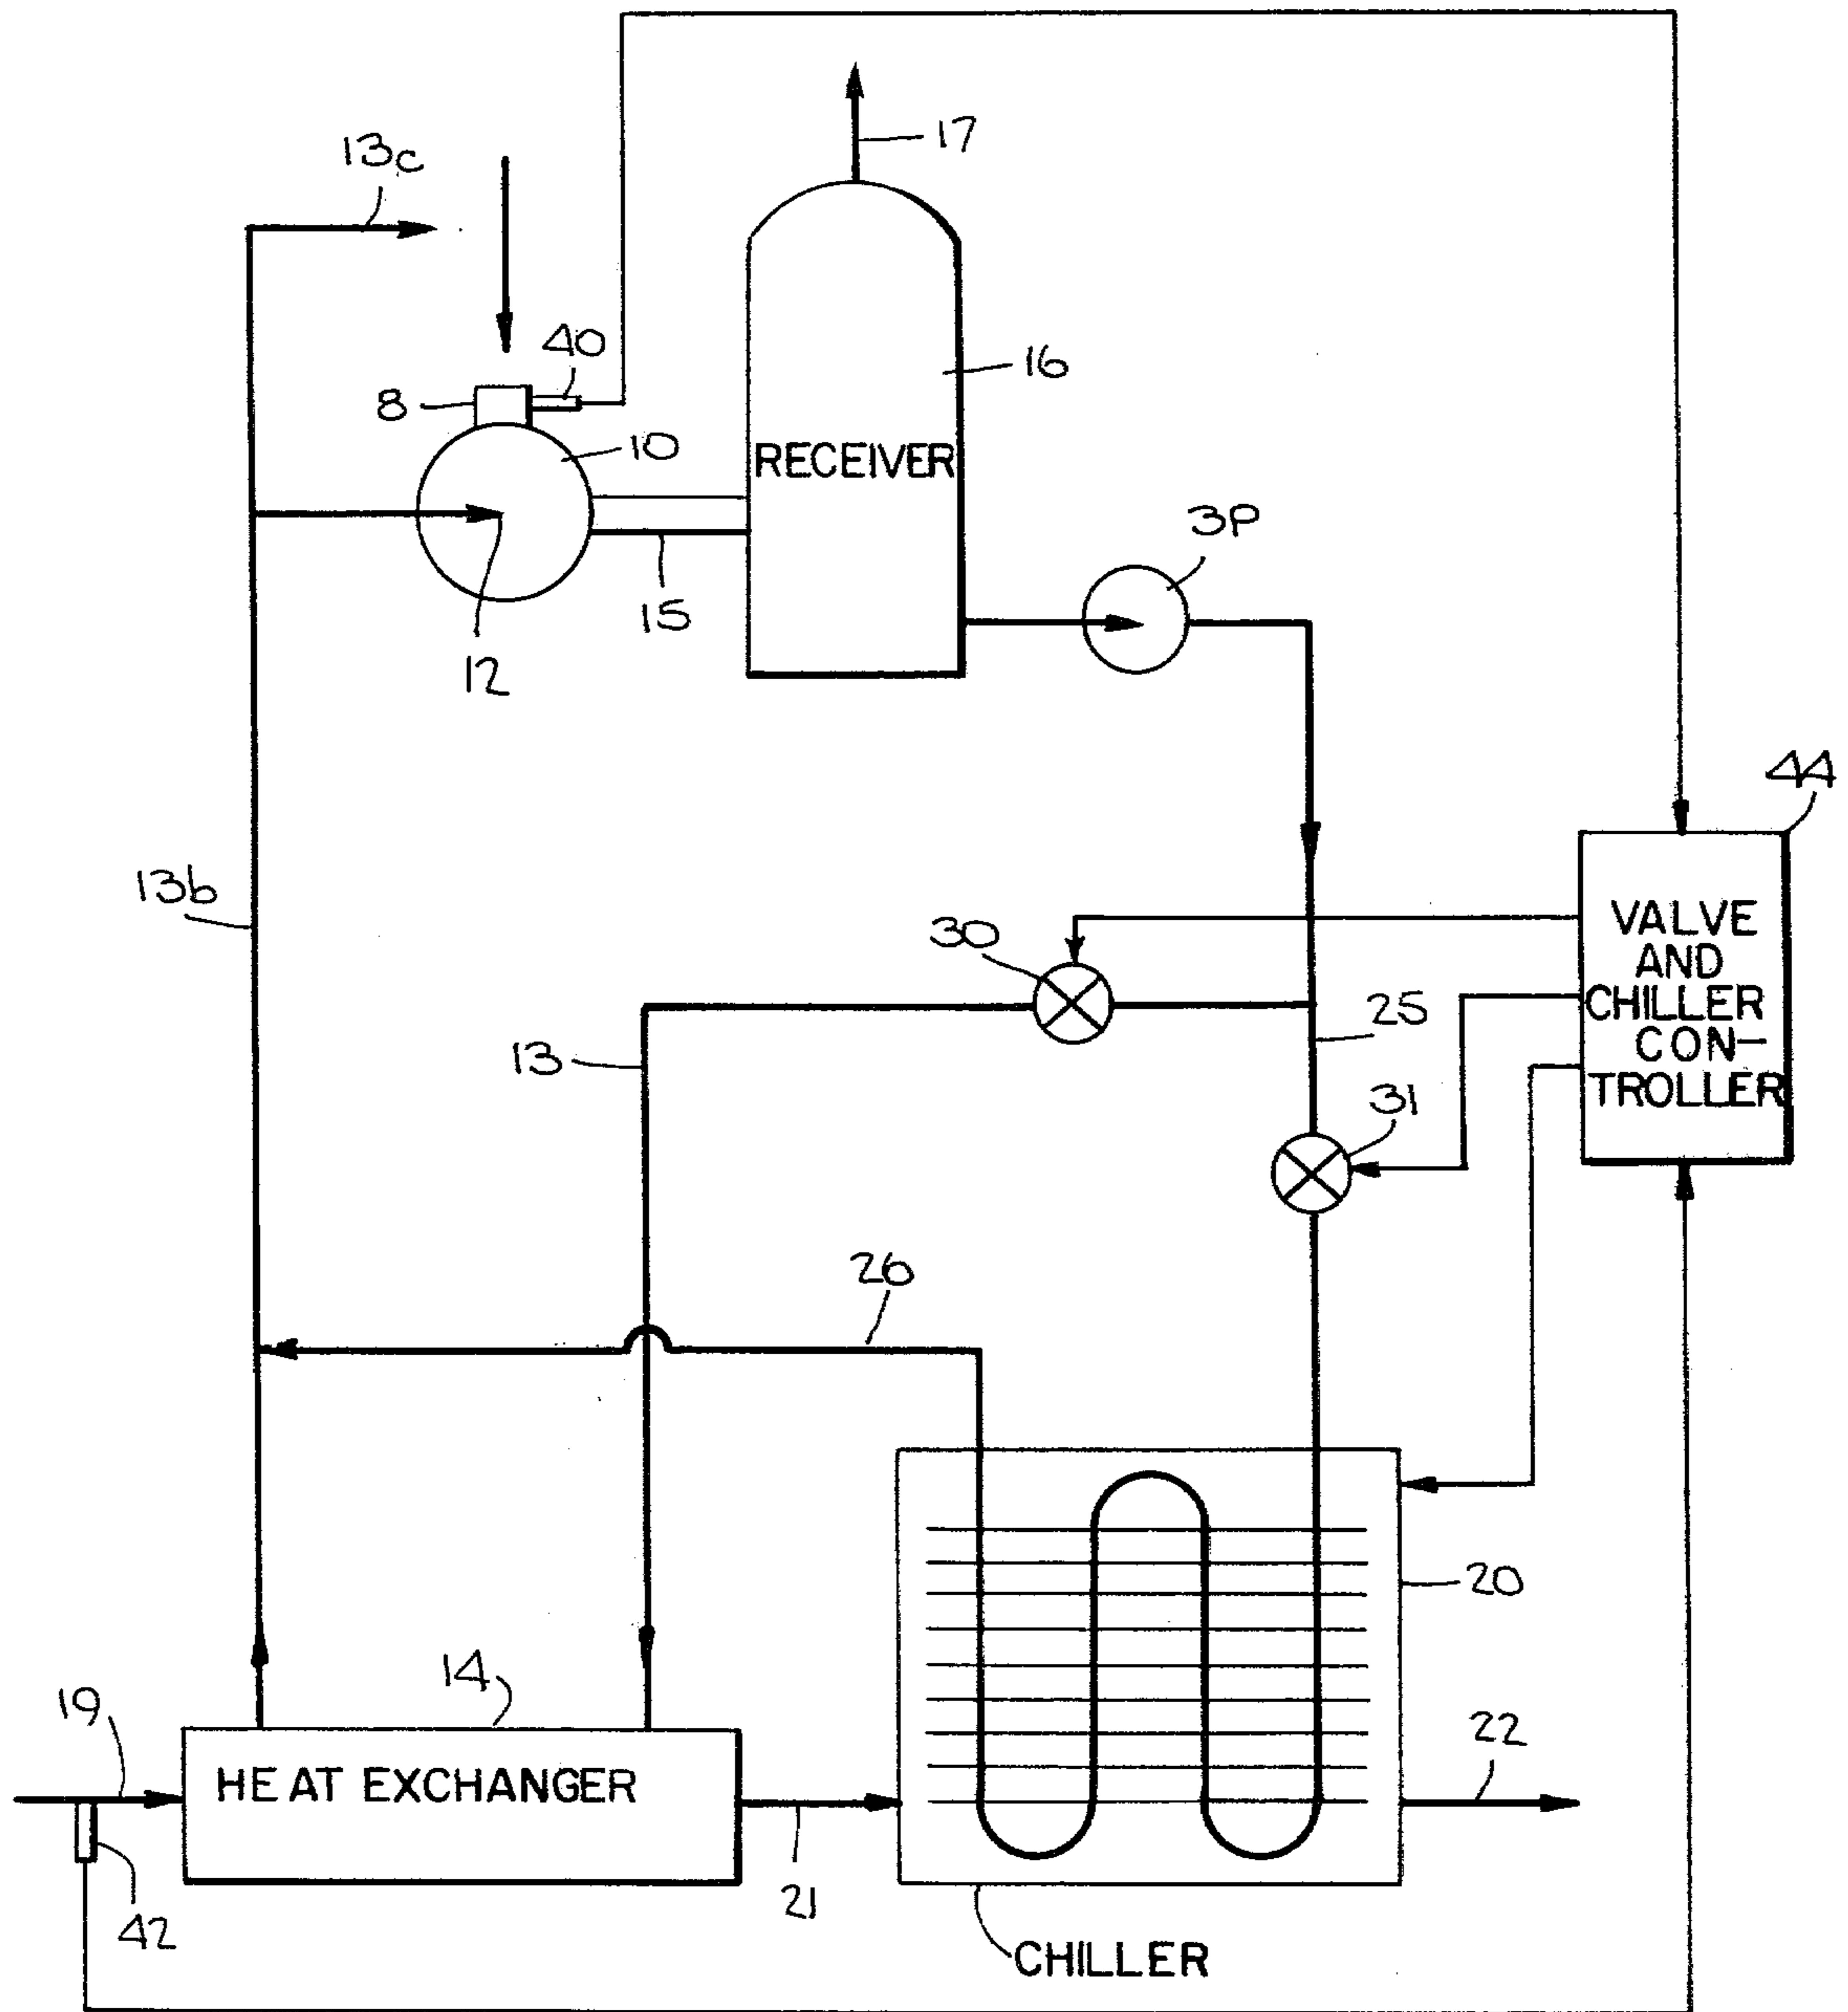 17
13c
40
8
16
10
RECEIVER
3P
15
12
44
13b
VALVE
AND
CHILLER
CON-
TROLLER
30
25
13
31
26
20
14
19
22
HEAT EXCHANGER
21
42
CHILLER